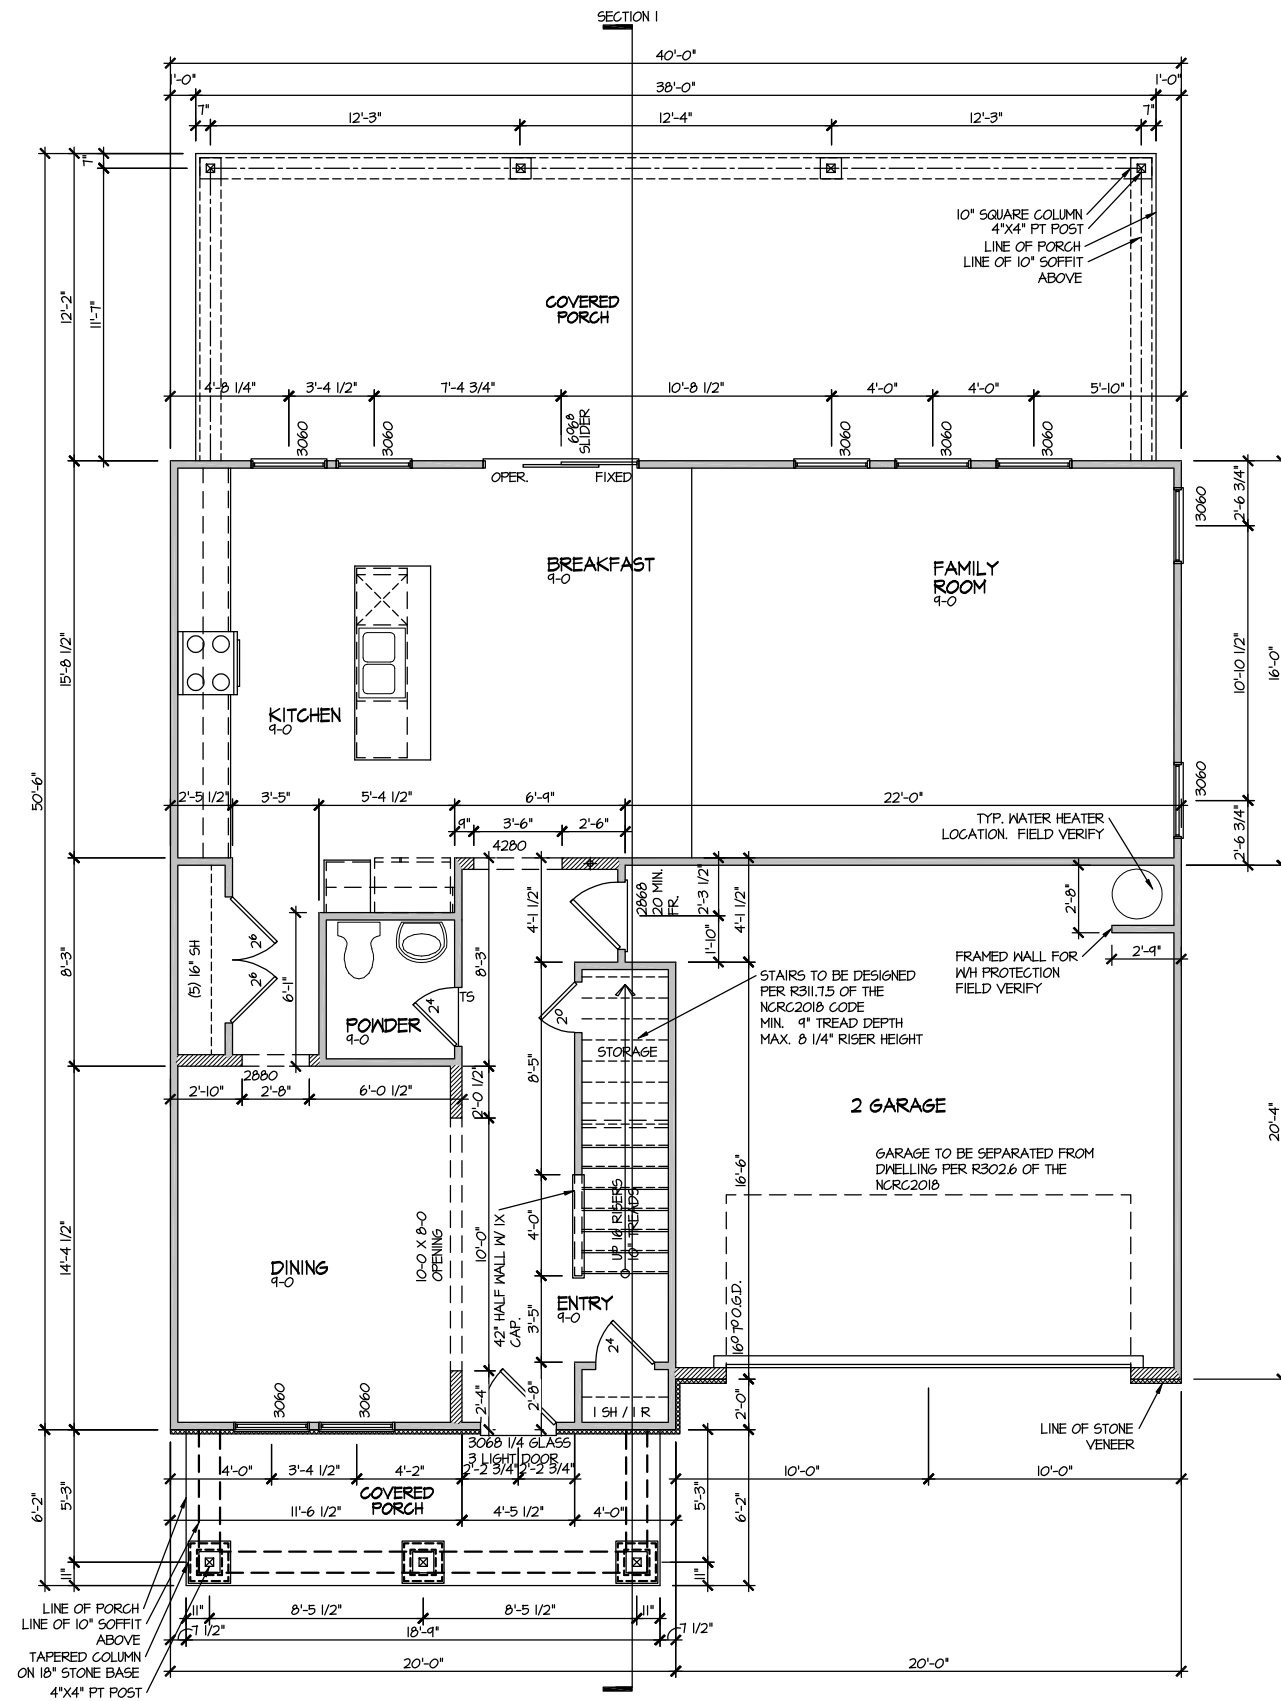 SECTION 1
40'-0"
1'-0"
38'-0"
1'-0"
7"
12'-3"
12'-4"
12'-3"
7"
7"
10" SQUARE COLUMN
4"X4" PT POST
LINE OF PORCH
LINE OF 10" SOFFIT
ABOVE
COVERED
PORCH
12'-2"
11'-7"
4'-8 1/4"
3'-4 1/2"
7'-4 3/4"
10'-8 1/2"
4'-0"
4'-0"
5'-10"
3060
3060
6068
SLIDER
3060
3060
3060
OPER.
FIXED
3060
2'-6 3/4"
BREAKFAST
9-0
FAMILY
ROOM
9-0
15'-8 1/2"
10'-10 1/2"
16'-0"
KITCHEN
9-0
50'-6"
3060
2'-6 3/4"
2'-5 1/2"
3'-5"
5'-4 1/2"
6'-9"
22'-0"
9"
3'-6"
2'-6"
4280
TYP. WATER HEATER
LOCATION. FIELD VERIFY
2868
20 MIN.
FR.
2'-3 1/2"
1'-10"
4'-1 1/2"
4'-1 1/2"
2'-8"
2'-9"
FRAMED WALL FOR
W/H PROTECTION
FIELD VERIFY
8'-3"
(5) 16" SH
2⁶
2⁶
6'-1"
8'-3"
TS
2⁴
2⁰
POWDER
9-0
STORAGE
STAIRS TO BE DESIGNED
PER R311.7.5 OF THE
NCRC2018 CODE
MIN. 9" TREAD DEPTH
MAX. 8 1/4" RISER HEIGHT
2880
2'-10"
2'-8"
6'-0 1/2"
2'-0 1/2"
8'-5"
2 GARAGE
GARAGE TO BE SEPARATED FROM
DWELLING PER R302.6 OF THE
NCRC2018
20'-4"
16'-6"
14'-4 1/2"
DINING
9-0
10-0 X 8-0
OPENING
10'-0"
42" HALF WALL W/ 1X
CAP.
4'-0"
UP 16 RISERS
10" TREADS
ENTRY
9-0
3'-5"
2⁴
16⁰7⁰ O.G.D.
3060
3060
2'-4"
2'-8"
1 SH / 1 R
2'-0"
LINE OF STONE
VENEER
3068 1/4 GLASS
3 LIGHT DOOR
4'-0"
3'-4 1/2"
4'-2"
2'-2 3/4"
2'-2 3/4"
10'-0"
10'-0"
COVERED
PORCH
11'-6 1/2"
4'-5 1/2"
4'-0"
6'-2"
5'-3"
11"
5'-3"
6'-2"
11"
LINE OF PORCH
LINE OF 10" SOFFIT
ABOVE
TAPERED COLUMN
ON 18" STONE BASE
4"X4" PT POST
11"
8'-5 1/2"
8'-5 1/2"
11"
7 1/2"
18'-9"
7 1/2"
20'-0"
20'-0"